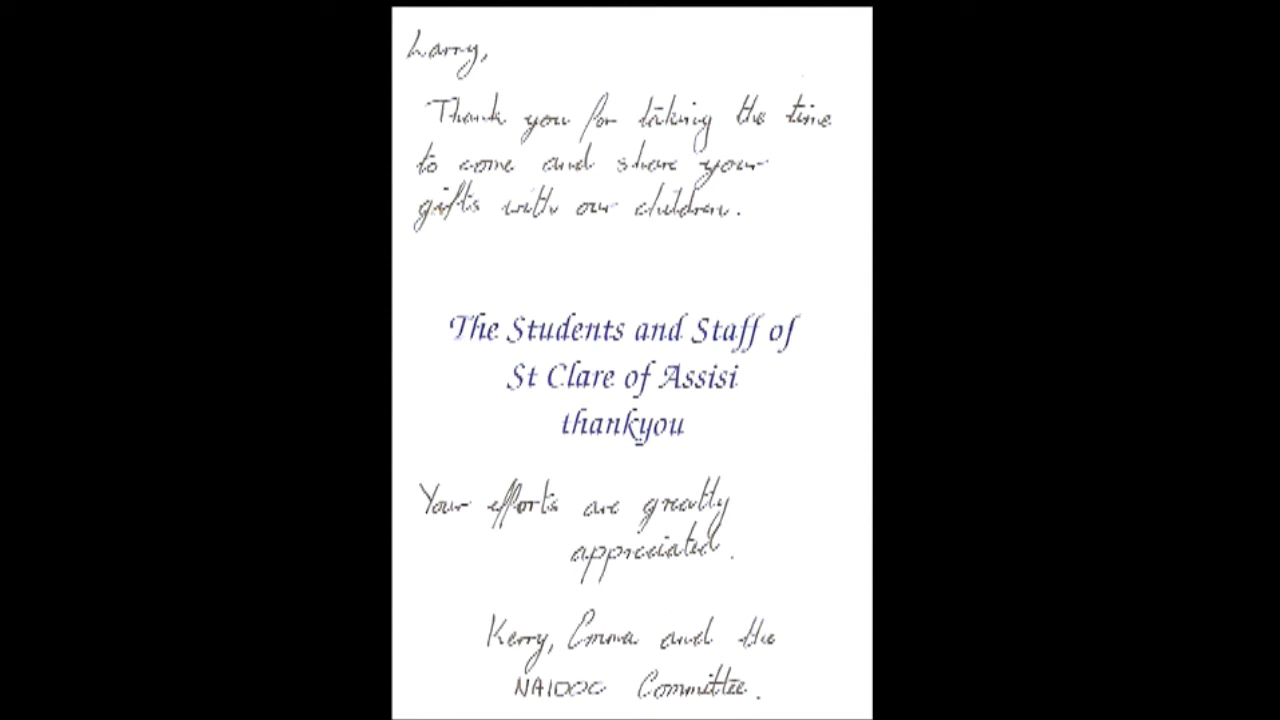 Larry,
Thank you for taking the time
to come and share your
gifts with our children.
The Students and Staff of
St Clare of Assisi
thankyou
Your efforts are greatly
appreciated.
Kerry, Emma and the
NAIDOC Committee.